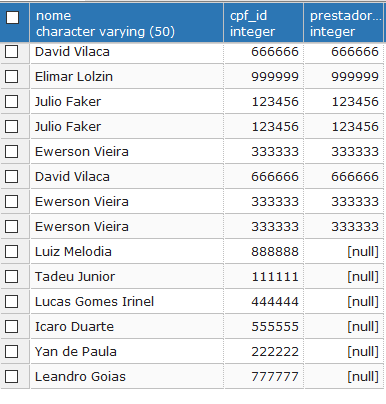 nome cpf_id prestador...
character varying (50) integer integer
David Vilaca 666666 666666
Elimar Lolzin 999999 999999
Julio Faker 123456 123456
Julio Faker 123456 123456
Ewerson Vieira 333333 333333
David Vilaca 666666 666666
Ewerson Vieira 333333 333333
Ewerson Vieira 333333 333333
Luiz Melodia 888888 [null]
Tadeu Junior 111111 [null]
Lucas Gomes Irinel 444444 [null]
Icaro Duarte 555555 [null]
Yan de Paula 222222 [null]
Leandro Goias 777777 [null]